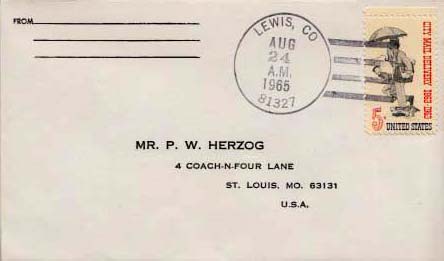 FROM
LEWIS, CO
AUG
24
A.M.
1965
81327
CITY MAIL DELIVERY 1863-1963
5¢
UNITED STATES
MR. P. W. HERZOG
4 COACH-N-FOUR LANE
ST. LOUIS, MO. 63131
U.S.A.